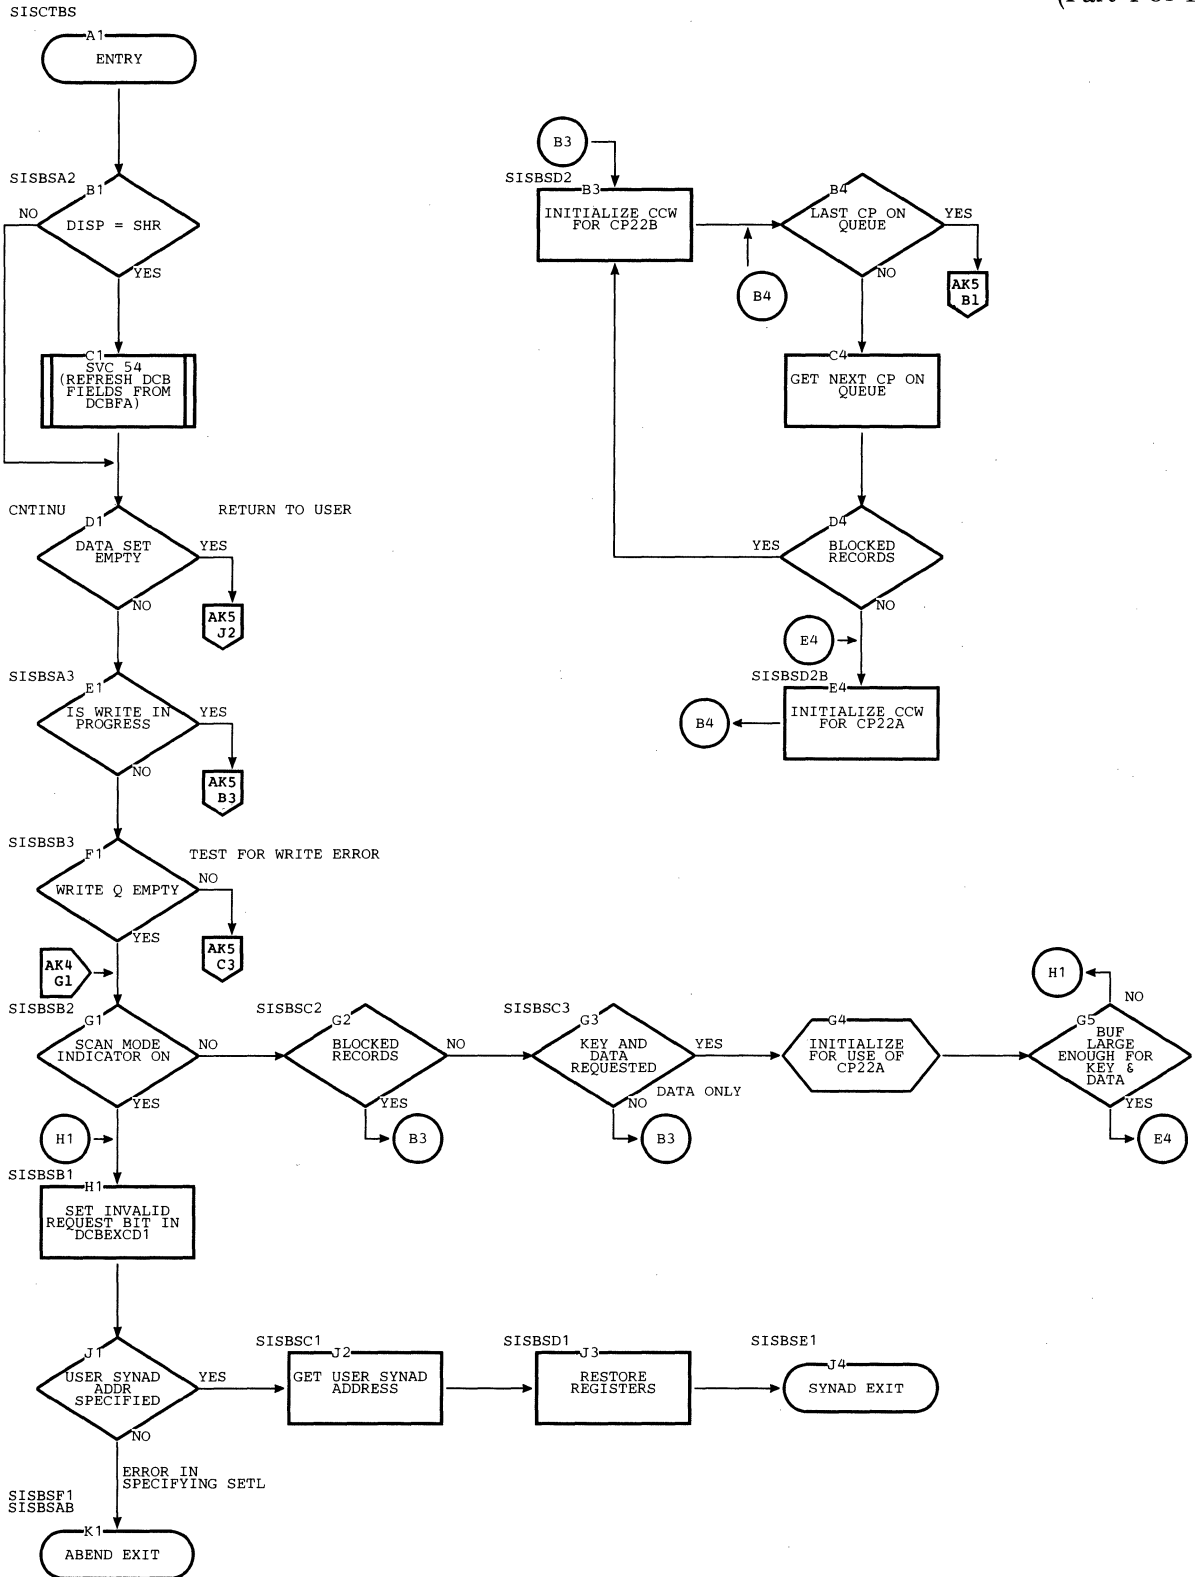 (Part 4 of
SISCTBS
A1
ENTRY
SISBSA2
B1
DISP = SHR
NO
YES
C1
SVC 54
(REFRESH DCB
FIELDS FROM
DCBFA)
CNTINU
D1
DATA SET
EMPTY
YES
RETURN TO USER
AK5
J2
NO
SISBSA3
E1
IS WRITE IN
PROGRESS
YES
AK5
B3
NO
SISBSB3
F1
WRITE Q EMPTY
TEST FOR WRITE ERROR
NO
AK5
C3
YES
AK4
G1
SISBSB2
G1
SCAN MODE
INDICATOR ON
NO
YES
SISBSC2
G2
BLOCKED
RECORDS
NO
YES
B3
SISBSC3
G3
KEY AND
DATA
REQUESTED
YES
NO
DATA ONLY
B3
G4
INITIALIZE
FOR USE OF
CP22A
H1
NO
G5
BUF
LARGE
ENOUGH FOR
KEY &
DATA
YES
E4
H1
SISBSB1
H1
SET INVALID
REQUEST BIT IN
DCBEXCD1
J1
USER SYNAD
ADDR
SPECIFIED
YES
NO
SISBSC1
J2
GET USER SYNAD
ADDRESS
SISBSD1
J3
RESTORE
REGISTERS
SISBSE1
J4
SYNAD EXIT
ERROR IN
SPECIFYING SETL
SISBSF1
SISBSAB
K1
ABEND EXIT
B3
SISBSD2
B3
INITIALIZE CCW
FOR CP22B
B4
B4
LAST CP ON
QUEUE
YES
AK5
B1
NO
C4
GET NEXT CP ON
QUEUE
D4
BLOCKED
RECORDS
YES
NO
E4
SISBSD2B
E4
INITIALIZE CCW
FOR CP22A
B4